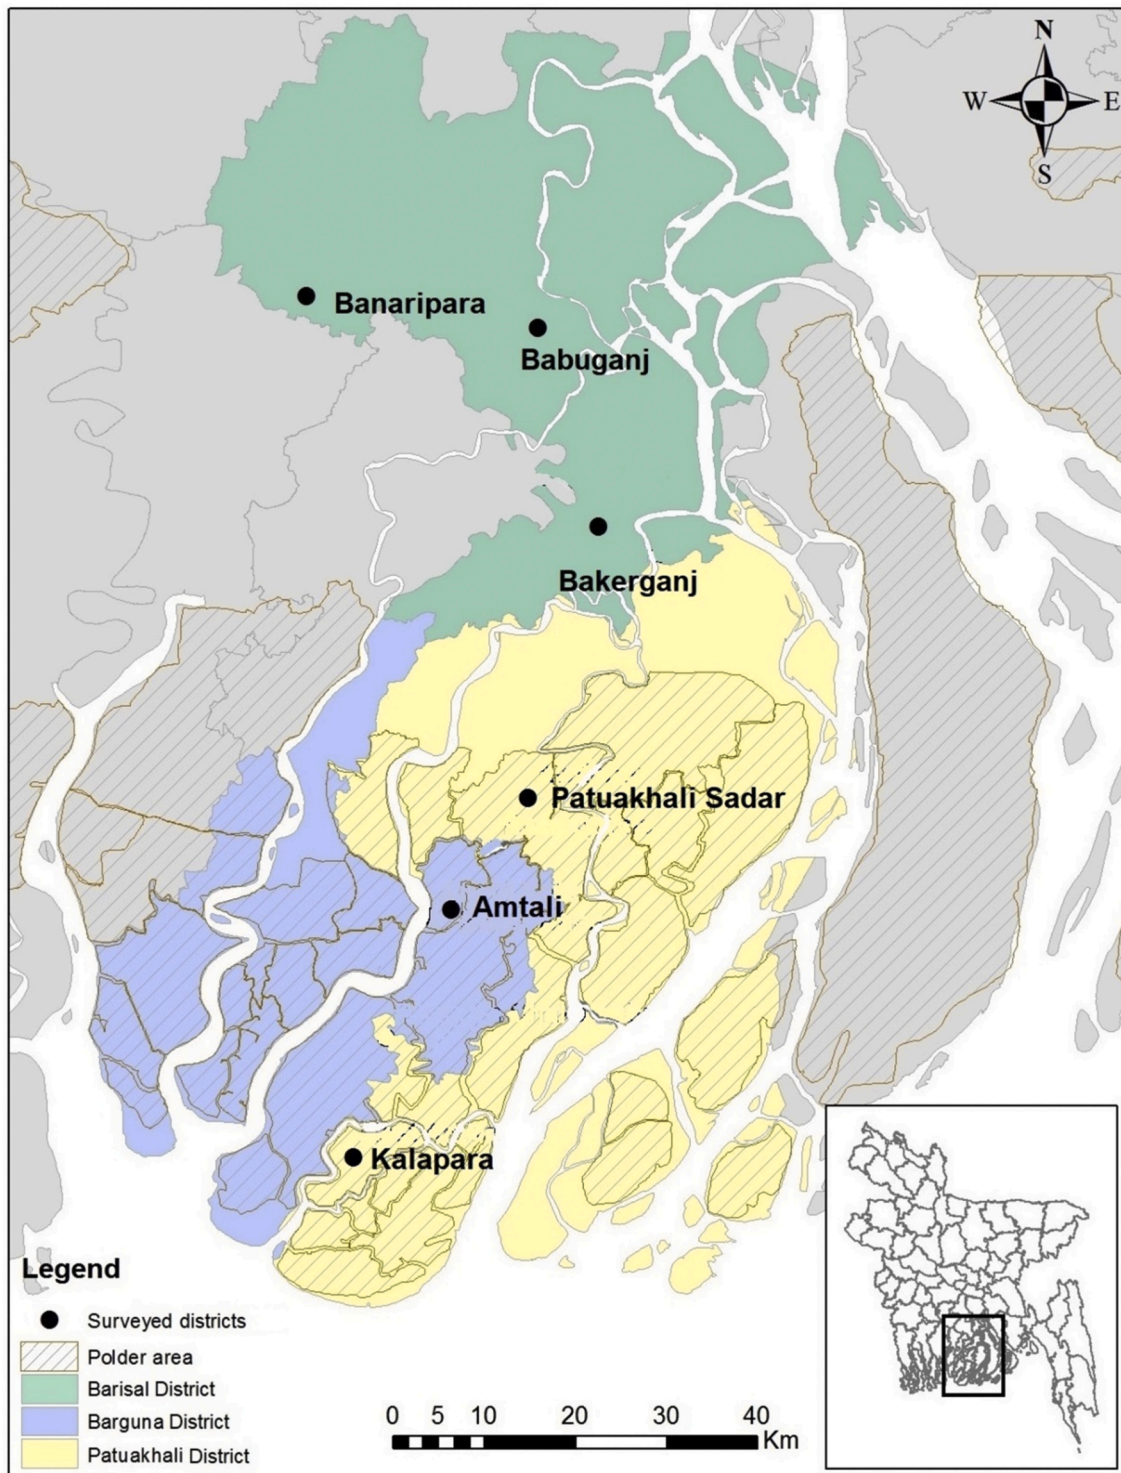 N
W E
S
Banaripara
Babuganj
Bakerganj
Patuakhali Sadar
Amtali
Kalapara
Legend
Surveyed districts
Polder area
Barisal District
Barguna District
Patuakhali District
0 5 10 20 30 40
Km